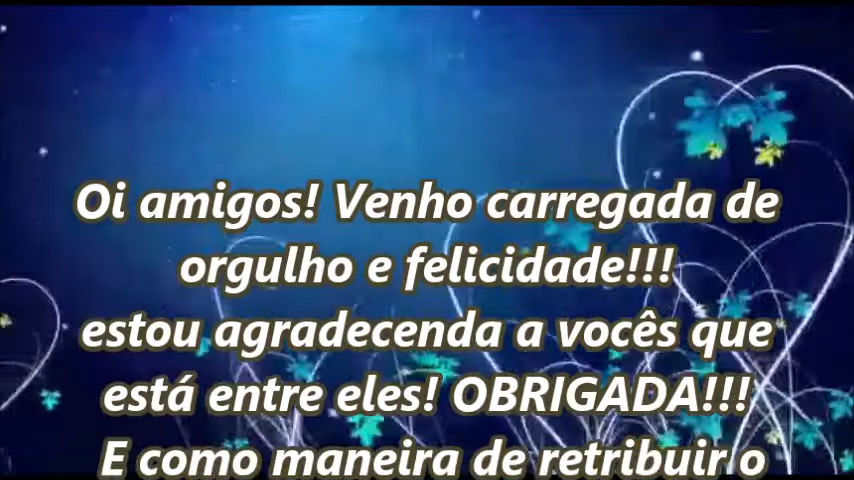 Oi amigos! Venho carregada de
orgulho e felicidade!!!
estou agradecenda a vocês que
está entre eles! OBRIGADA!!!
E como maneira de retribuir o